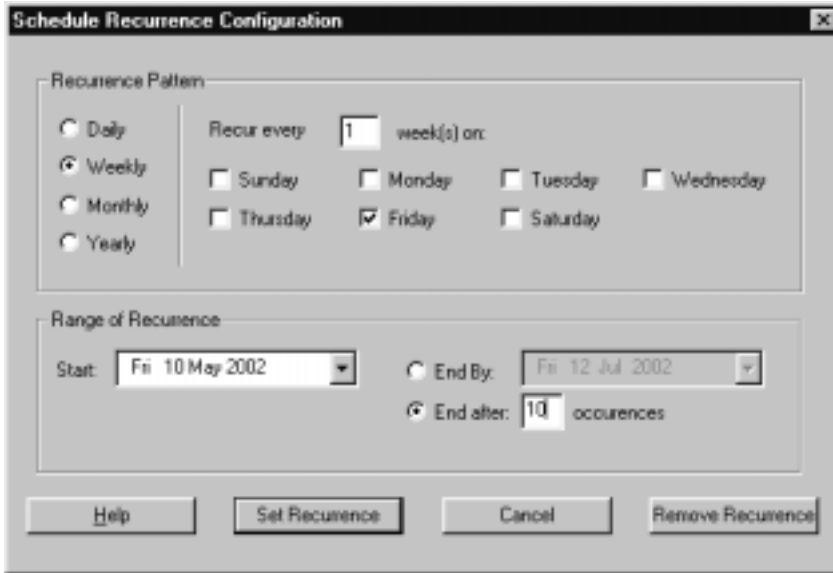 Schedule Recurrence Configuration
Recurrence Pattern
Daily
Weekly
Monthly
Yearly
Recur every 1 week(s) on:
Sunday Monday Tuesday Wednesday
Thursday Friday Saturday
Range of Recurrence
Start: Fri 10 May 2002
End By: Fri 12 Jul 2002
End after: 10 occurences
Help Set Recurrence Cancel Remove Recurrence